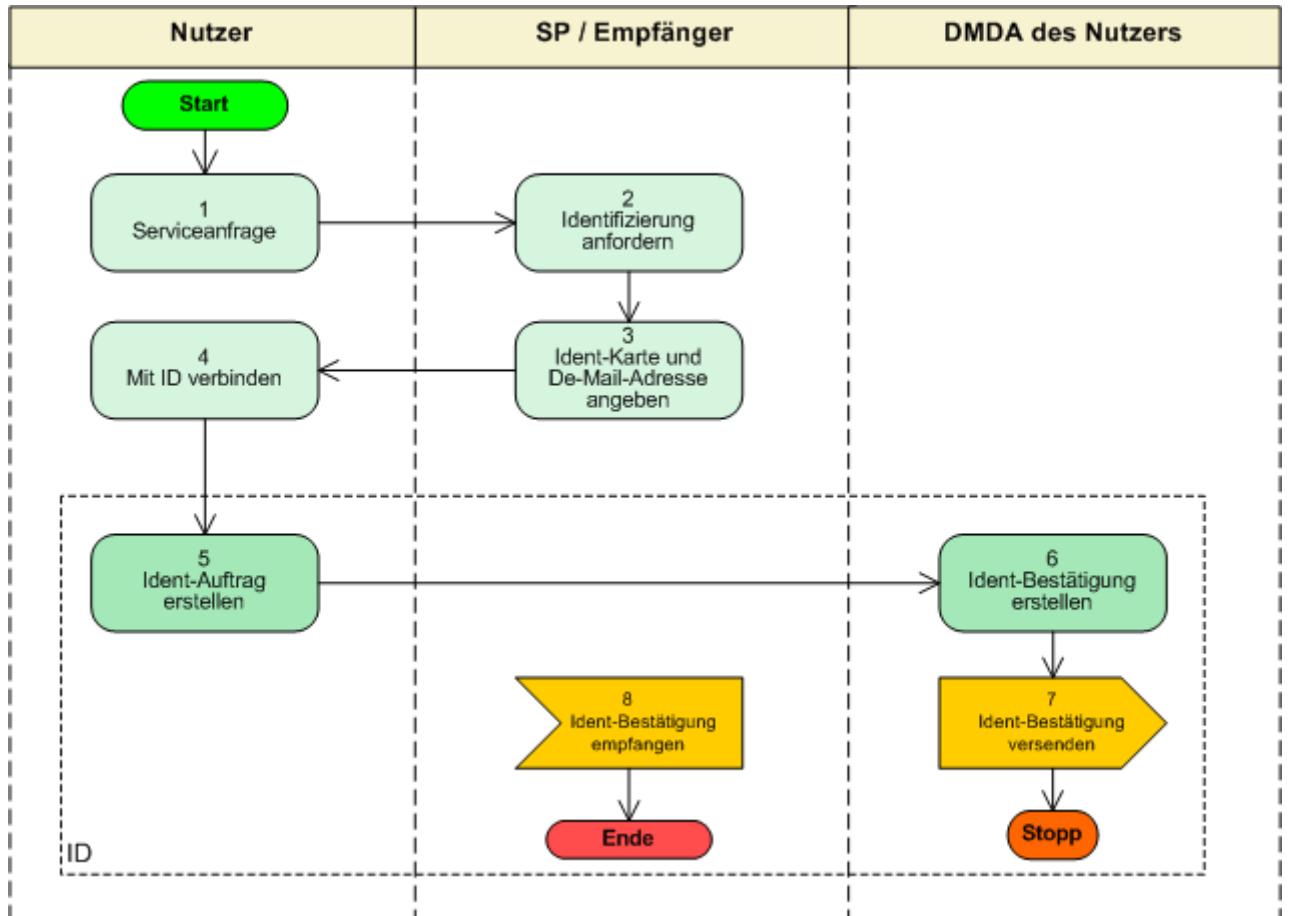 Nutzer
SP / Empfänger
DMDA des Nutzers
Start
1
Serviceanfrage
2
Identifizierung
anfordern
4
Mit ID verbinden
3
Ident-Karte und
De-Mail-Adresse
angeben
5
Ident-Auftrag
erstellen
6
Ident-Bestätigung
erstellen
8
Ident-Bestätigung
empfangen
7
Ident-Bestätigung
versenden
Ende
Stopp
ID